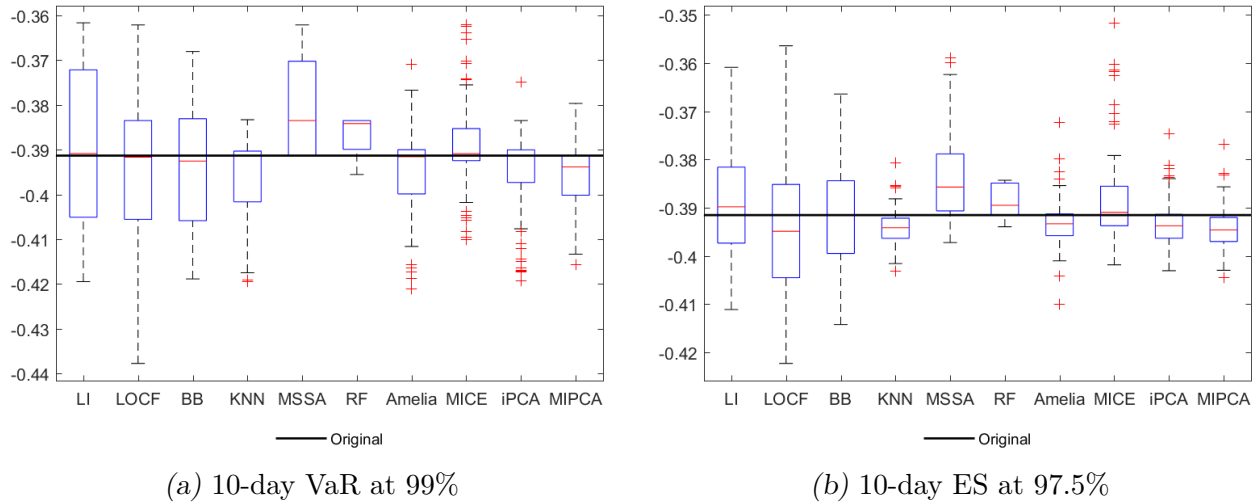 -0.36
-0.37
-0.38
-0.39
-0.4
-0.41
-0.42
-0.43
-0.44
LI LOCF BB KNN MSSA RF Amelia MICE iPCA MIPCA
Original
(a) 10-day VaR at 99%
-0.35
-0.36
-0.37
-0.38
-0.39
-0.4
-0.41
-0.42
LI LOCF BB KNN MSSA RF Amelia MICE iPCA MIPCA
Original
(b) 10-day ES at 97.5%